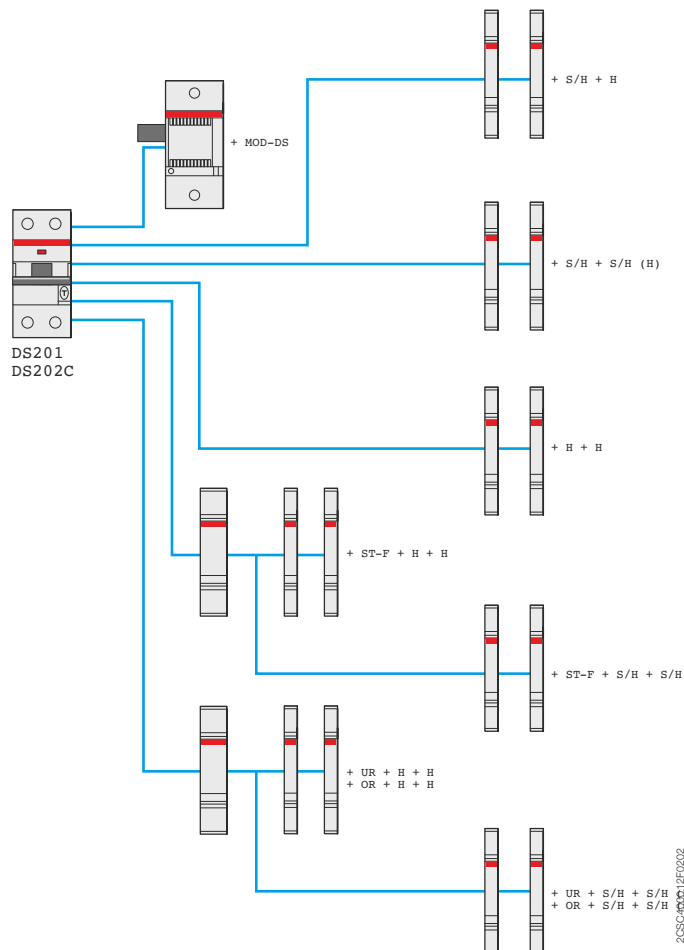 + S/H + H
+ MOD-DS
+ S/H + S/H (H)
DS201
DS202C
+ H + H
+ ST-F + H + H
+ ST-F + S/H + S/H
+ UR + H + H
+ OR + H + H
+ UR + S/H + S/H
+ OR + S/H + S/H